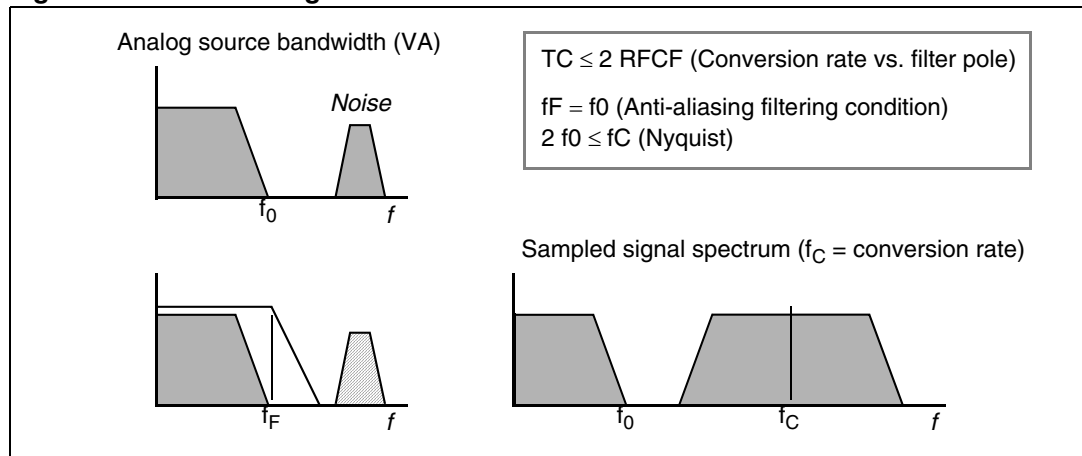 Analog source bandwidth (VA)
Noise
f0
f
TC ≤ 2 RFCF (Conversion rate vs. filter pole)
fF = f0 (Anti-aliasing filtering condition)
2 f0 ≤ fC (Nyquist)
fF
f
Sampled signal spectrum (fC = conversion rate)
f0
fC
f